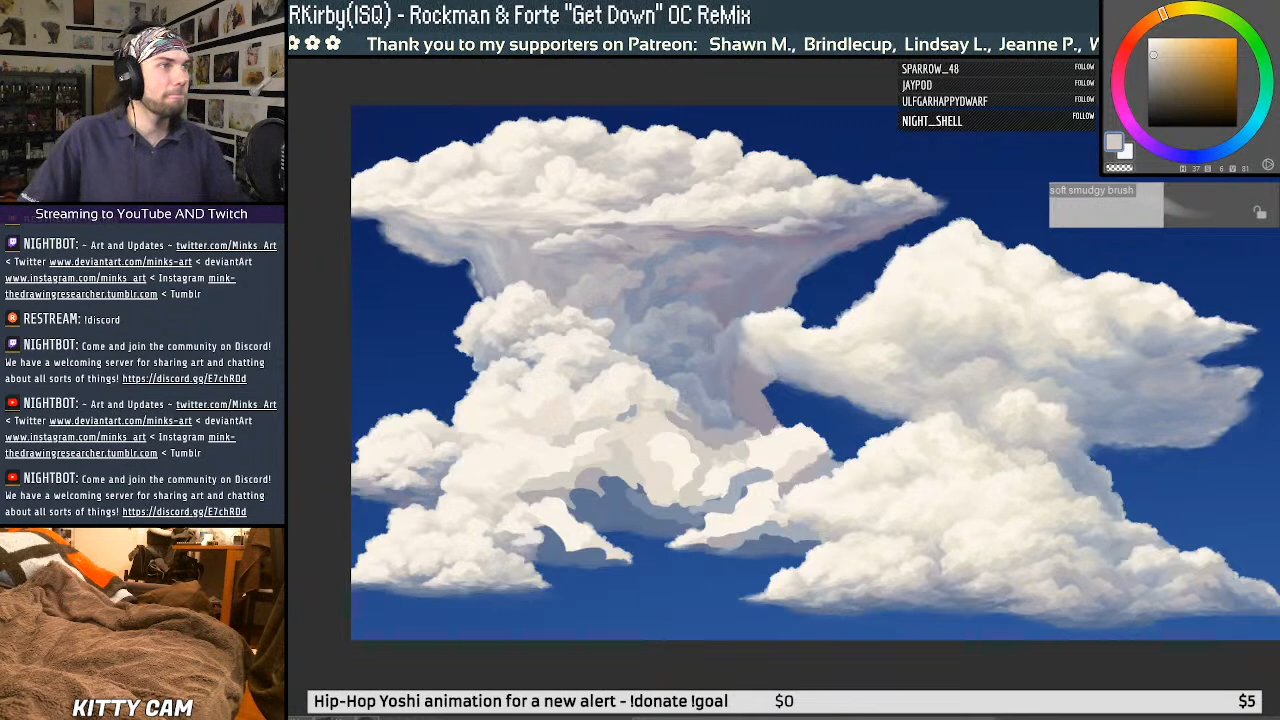 RKirby(ISQ) - Rockman & Forte "Get Down" OC ReMix
Thank you to my supporters on Patreon: Shawn M., Brindlecup, Lindsay L., Jeanne P., W
SPARROW_48 FOLLOW
JAYPOD FOLLOW
ULFGARHAPPYDWARF FOLLOW
NIGHT_SHELL FOLLOW
H 37 S 6 V 81
soft smudgy brush
Streaming to YouTube AND Twitch
NIGHTBOT: ~ Art and Updates ~ twitter.com/Minks_Art
< Twitter www.deviantart.com/minks-art < deviantArt
www.instagram.com/minks_art < Instagram mink-
thedrawingresearcher.tumblr.com < Tumblr
RESTREAM: !discord
NIGHTBOT: Come and join the community on Discord!
We have a welcoming server for sharing art and chatting
about all sorts of things! https://discord.gg/E7chRDd
NIGHTBOT: ~ Art and Updates ~ twitter.com/Minks_Art
< Twitter www.deviantart.com/minks-art < deviantArt
www.instagram.com/minks_art < Instagram mink-
thedrawingresearcher.tumblr.com < Tumblr
NIGHTBOT: Come and join the community on Discord!
We have a welcoming server for sharing art and chatting
about all sorts of things! https://discord.gg/E7chRDd
KITTY CAM
Hip-Hop Yoshi animation for a new alert - !donate !goal $0 $5